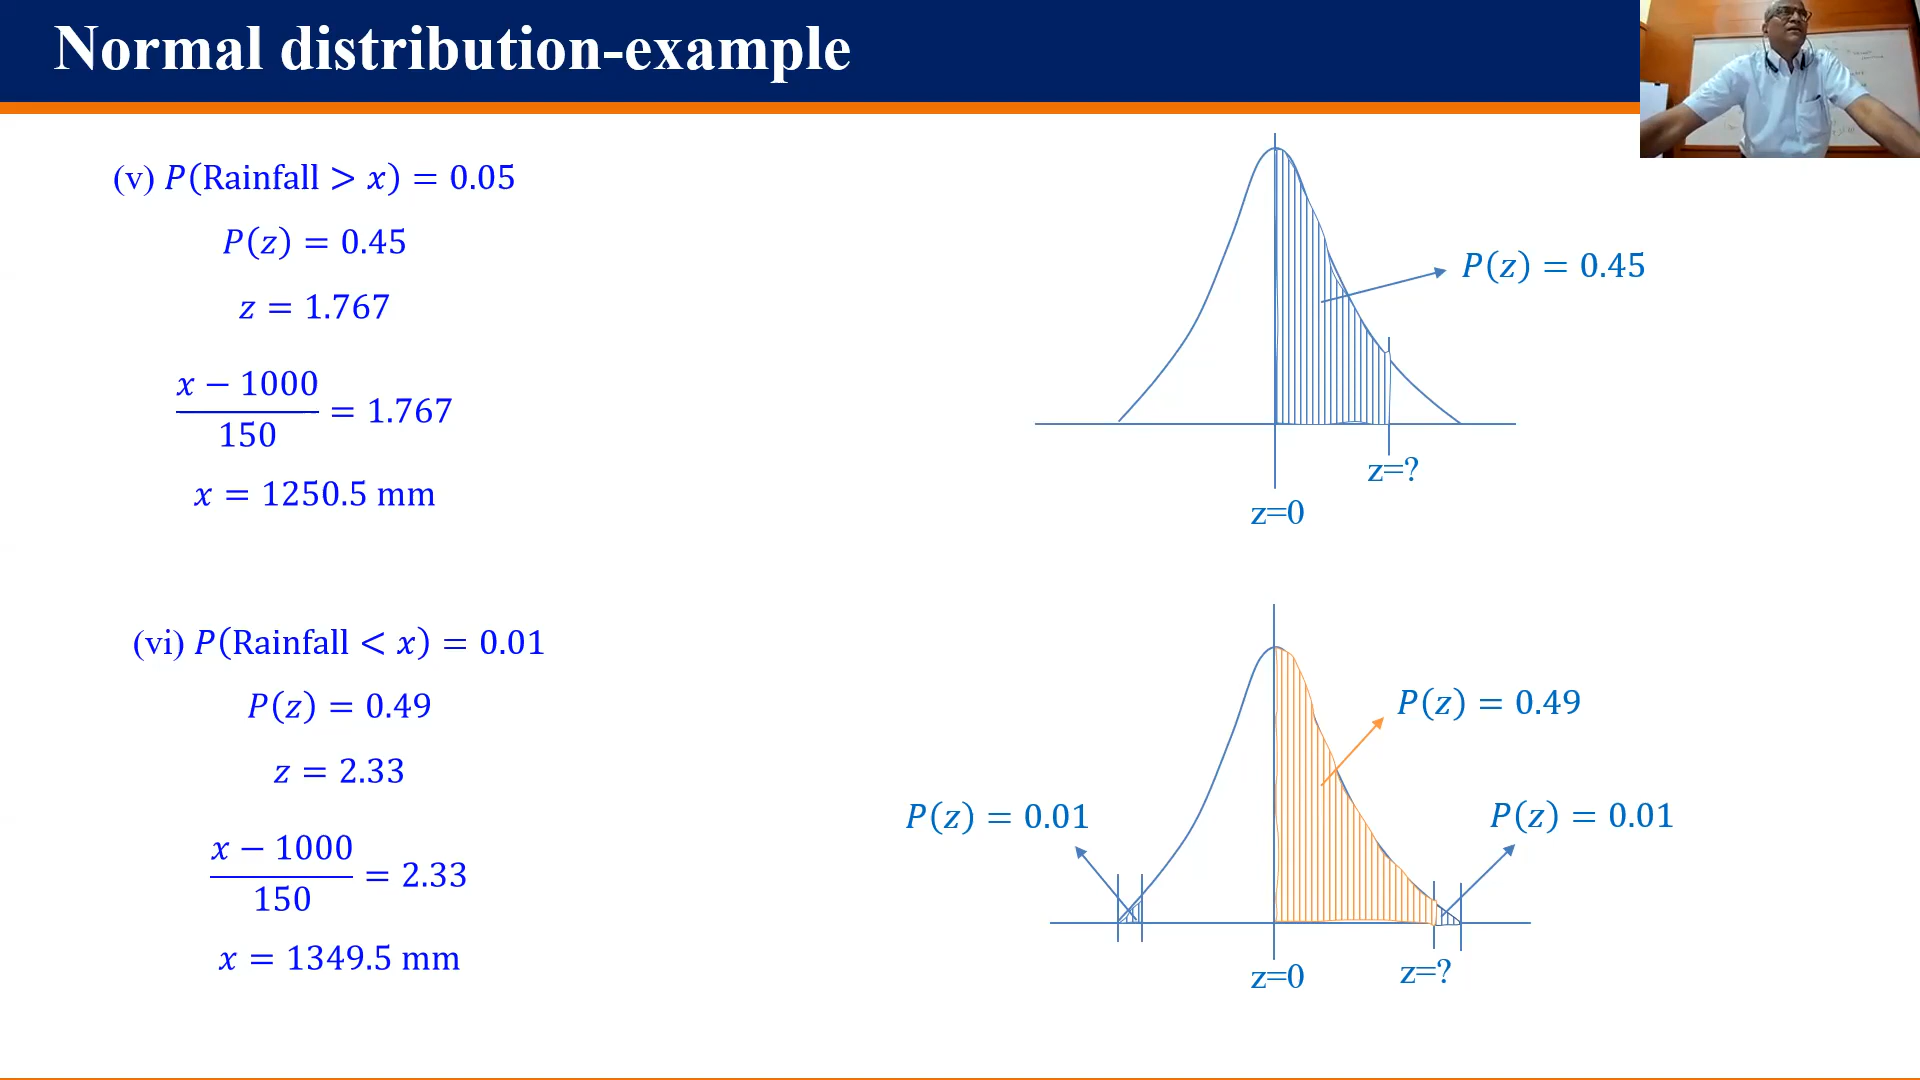 Normal distribution-example
(v) P(Rainfall > x) = 0.05
P(z) = 0.45
z = 1.767
x − 1000
150
= 1.767
x = 1250.5 mm
P(z) = 0.45
z=?
z=0
(vi) P(Rainfall < x) = 0.01
P(z) = 0.49
z = 2.33
x − 1000
150
= 2.33
x = 1349.5 mm
P(z) = 0.49
P(z) = 0.01
P(z) = 0.01
z=0
z=?